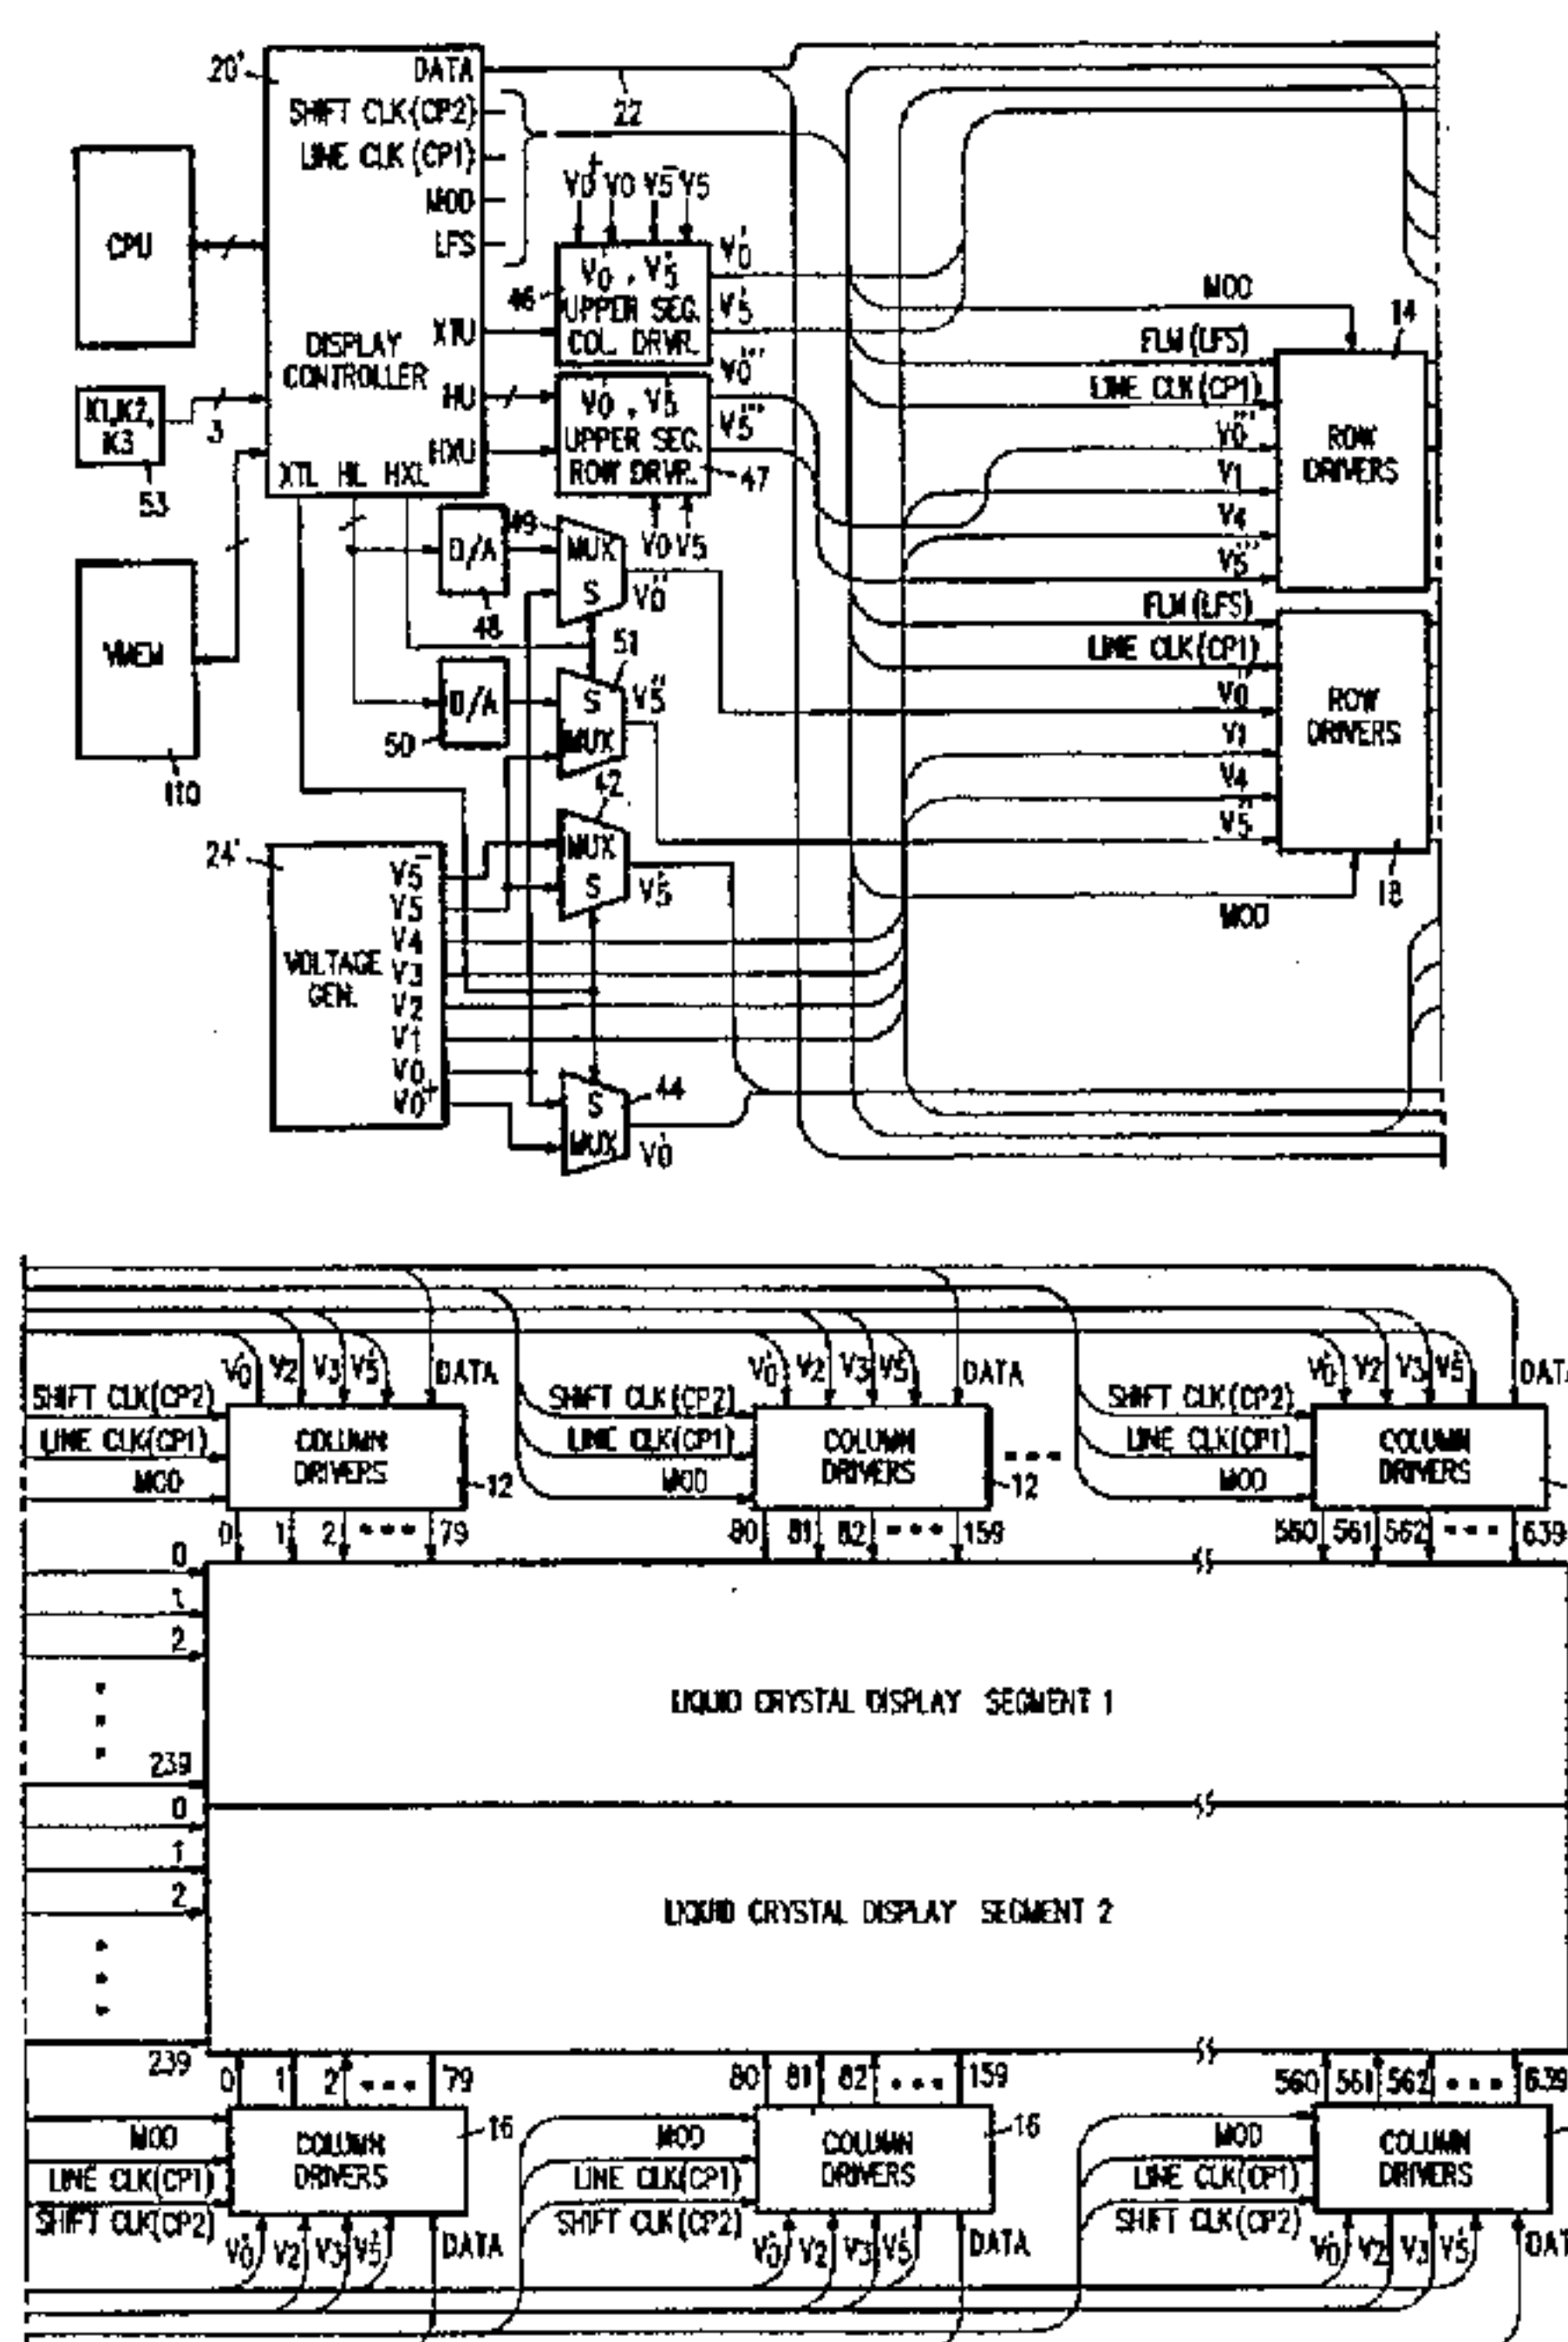 20'
DATA
SHIFT CLK(CP2)
LINE CLK (CP1)
MOD
LFS
22
CPU
V0+ V0 V5- V5
46
V0', V5'
UPPER SEG.
COL. DRVR.
V0'
V5'
XTU
DISPLAY
CONTROLLER
HU
HXU
XTL HL HXL
K1,K2,
K3
3
53
UPPER SEG.
ROW DRVR.
V0'''
V5'''
47
V0 V5
MOD
14
FLM(LFS)
LINE CLK(CP1)
V0'''
V1
V4
V5'''
ROW
DRIVERS
D/A
48
49
MUX
S
V0''
VMEM
110
D/A
50
51
S
MUX
V5''
FLM(LFS)
LINE CLK(CP1)
V0''
V1
V4
V5''
ROW
DRIVERS
18
MOD
24'
VOLTAGE
GEN.
V5-
V5
V4
V3
V2
V1
V0
V0+
42
MUX
S
V5'
44
S
MUX
V0'
V0' V2 V3 V5' DATA
V0' V2 V3 V5' DATA
V0' V2 V3 V5'
SHIFT CLK(CP2)
LINE CLK(CP1)
MOD
COLUMN
DRIVERS
12
SHIFT CLK(CP2)
LINE CLK(CP1)
MOD
COLUMN
DRIVERS
12
SHIFT CLK(CP2)
LINE CLK(CP1)
MOD
COLUMN
DRIVERS
0 1 2 ••• 79
80 81 82 ••• 159
560 561 562 ••• 639
0
1
2
239
LIQUID CRYSTAL DISPLAY SEGMENT 1
0
1
2
239
LIQUID CRYSTAL DISPLAY SEGMENT 2
0 1 2 ••• 79
80 81 82 ••• 159
560 561 562 ••• 639
MOD
LINE CLK(CP1)
SHIFT CLK(CP2)
COLUMN
DRIVERS
16
MOD
LINE CLK(CP1)
SHIFT CLK(CP2)
COLUMN
DRIVERS
16
MOD
LINE CLK(CP1)
SHIFT CLK(CP2)
COLUMN
DRIVERS
V0' V2 V3 V5' DATA
V0' V2 V3 V5' DATA
V0' V2 V3 V5'